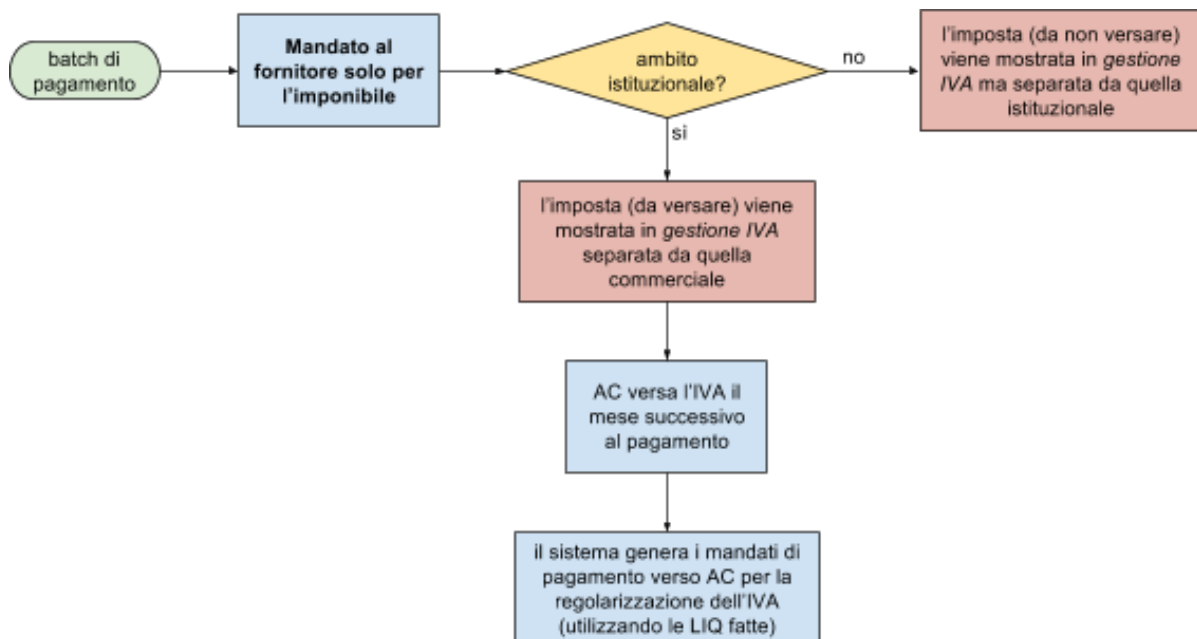 batch di
pagamento
Mandato al
fornitore solo per
l'imponibile
ambito
istituzionale?
no
l'imposta (da non versare)
viene mostrata in gestione
IVA ma separata da quella
istituzionale
si
l'imposta (da versare) viene
mostrata in gestione IVA
separata da quella
commerciale
AC versa l'IVA il
mese successivo
al pagamento
il sistema genera i mandati di
pagamento verso AC per la
regolarizzazione dell'IVA
(utilizzando le LIQ fatte)